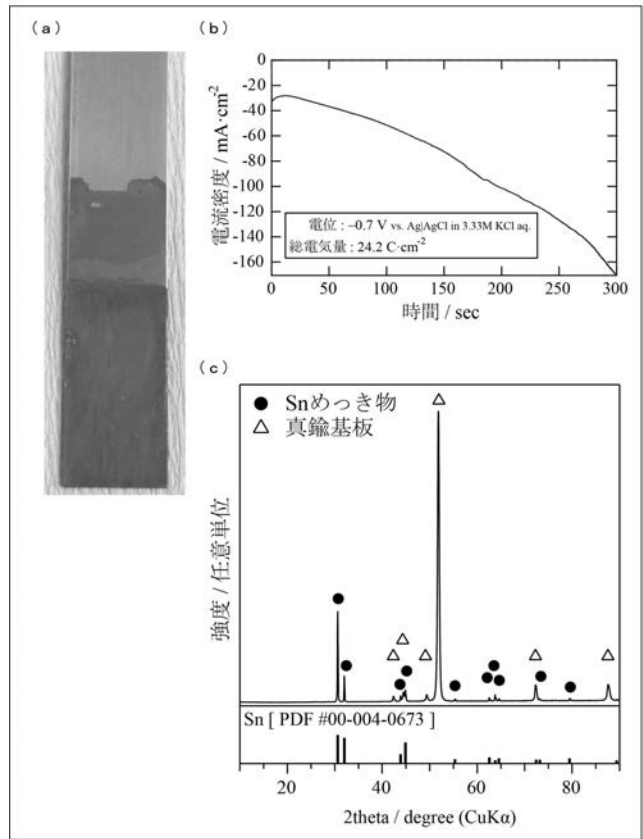 (a)
(b)
0
-20
-40
-60
-80
-100
-120
-140
-160
電流密度 / mA·cm⁻²
電位 : –0.7 V vs. Ag|AgCl in 3.33M KCl aq.
総電気量 : 24.2 C·cm⁻²
0 50 100 150 200 250 300
時間 / sec
(c)
● Snめっき物
△ 真鍮基板
強度 / 任意単位
Sn [ PDF #00-004-0673 ]
20 40 60 80
2theta / degree (CuKα)